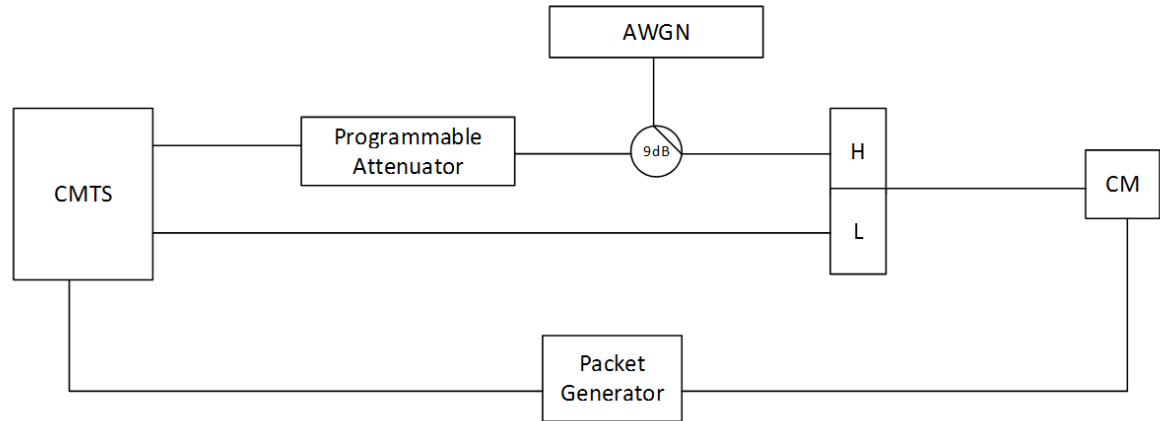 AWGN
Programmable
Attenuator
9dB
H
CMTS
CM
L
Packet
Generator